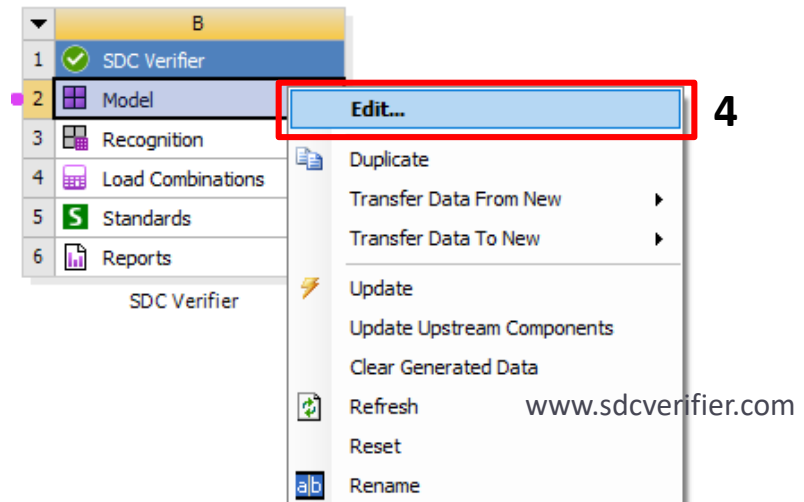 B
1 SDC Verifier
2 Model
3 Recognition
4 Load Combinations
5 S Standards
6 Reports
SDC Verifier
Edit...
4
Duplicate
Transfer Data From New
Transfer Data To New
Update
Update Upstream Components
Clear Generated Data
Refresh
www.sdcverifier.com
Reset
a|b Rename